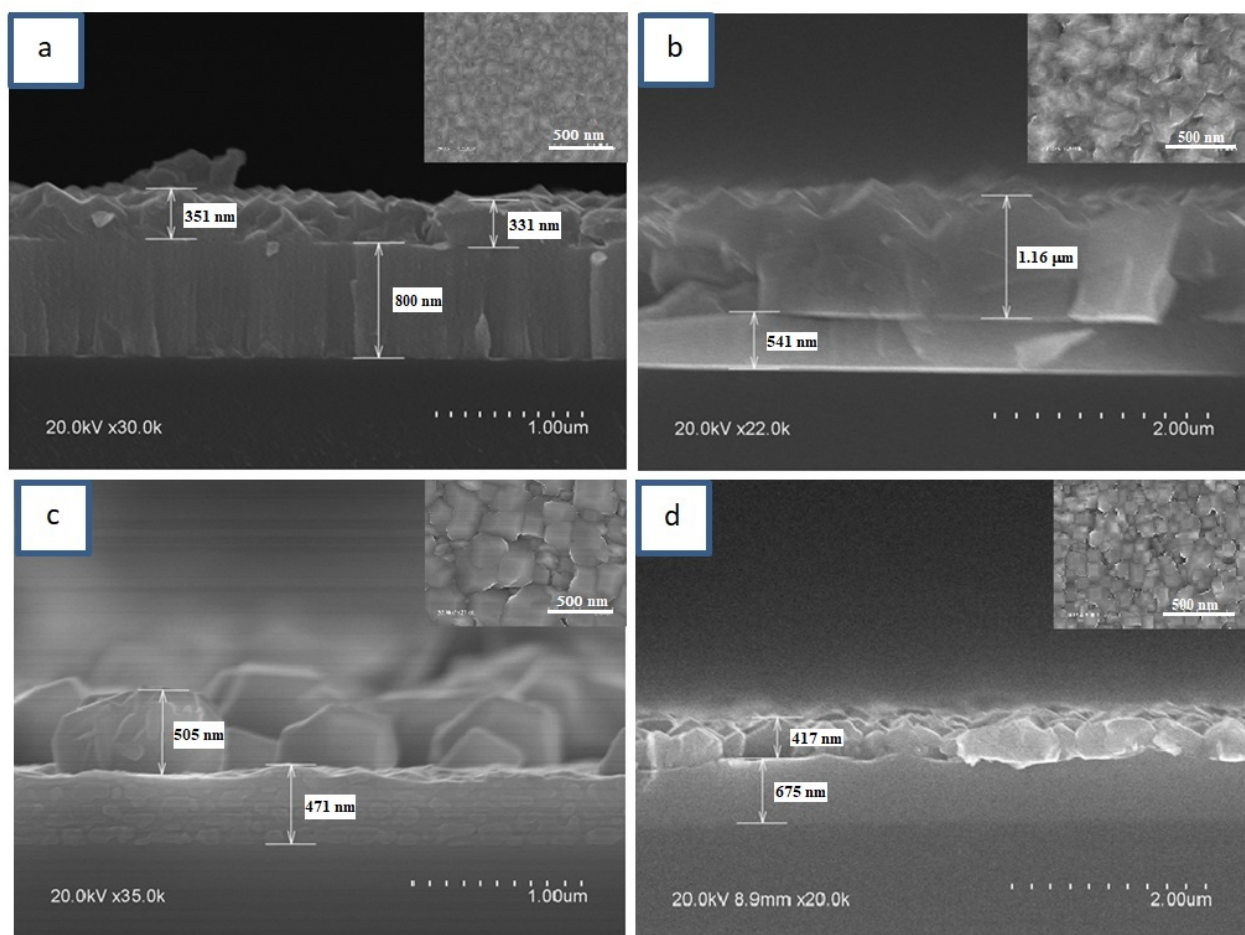 a
500 nm
351 nm
331 nm
800 nm
20.0kV x30.0k
1.00um
b
500 nm
1.16 μm
541 nm
20.0kV x22.0k
2.00um
c
500 nm
505 nm
471 nm
20.0kV x35.0k
1.00um
d
500 nm
417 nm
675 nm
20.0kV 8.9mm x20.0k
2.00um